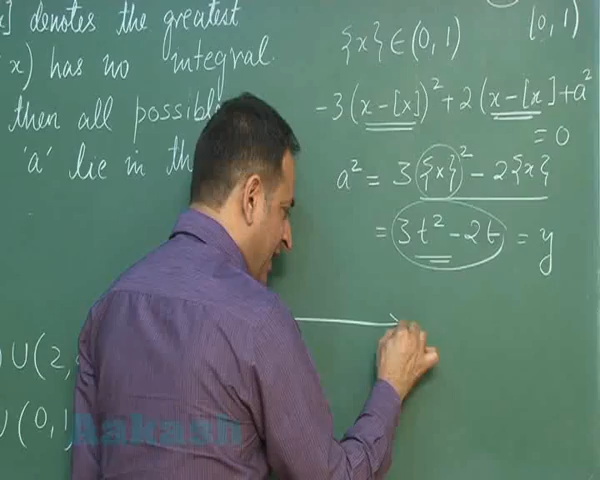 x] denotes the greatest
x) has no integral
then all possible
'a' lie in th
∪(2,
∪(0,1
{x} ∈ (0,1)
[0,1)
-3(x-[x])² + 2(x-[x]+a²
= 0
a² = 3({x})² - 2{x}
= 3t² - 2t = y
Aakash